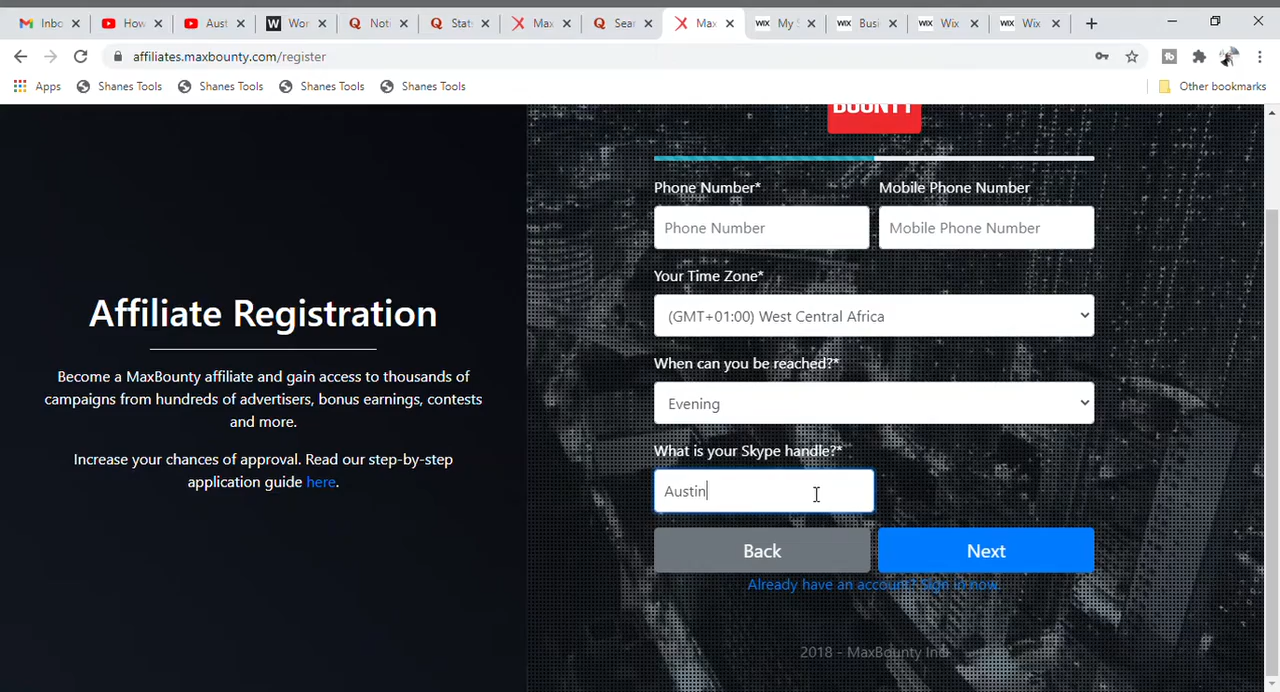 Inbo
How
Aust
Wor
Noti
Stat
Max
Sear
Max
My S
Busi
Wix
Wix
affiliates.maxbounty.com/register
Apps
Shanes Tools
Shanes Tools
Shanes Tools
Shanes Tools
Other bookmarks
BOUNTY
Phone Number*
Mobile Phone Number
Phone Number
Mobile Phone Number
Your Time Zone*
(GMT+01:00) West Central Africa
When can you be reached?*
Evening
What is your Skype handle?*
Austin
Back
Next
Already have an account? Sign in now.
2018 - MaxBounty Inc.
Affiliate Registration
Become a MaxBounty affiliate and gain access to thousands of
campaigns from hundreds of advertisers, bonus earnings, contests
and more.
Increase your chances of approval. Read our step-by-step
application guide here.